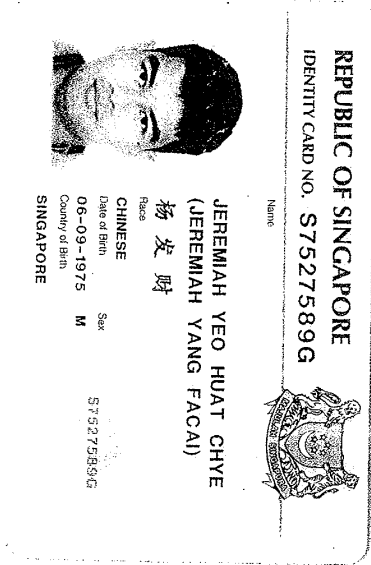 REPUBLIC OF SINGAPORE
IDENTITY CARD NO. S7527589G
Name
JEREMIAH YEO HUAT CHYE
(JEREMIAH YANG FACAI)
杨发财
Race
CHINESE
Date of Birth Sex
06-09-1975 M
S7527589G
Country of Birth
SINGAPORE